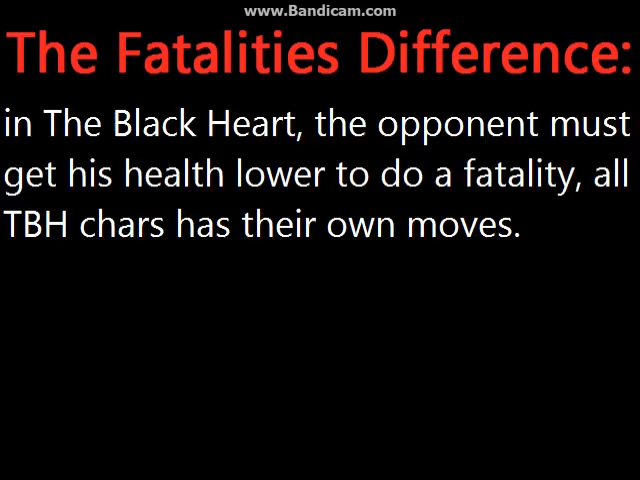 www.Bandicam.com
The Fatalities Difference:
in The Black Heart, the opponent must
get his health lower to do a fatality, all
TBH chars has their own moves.